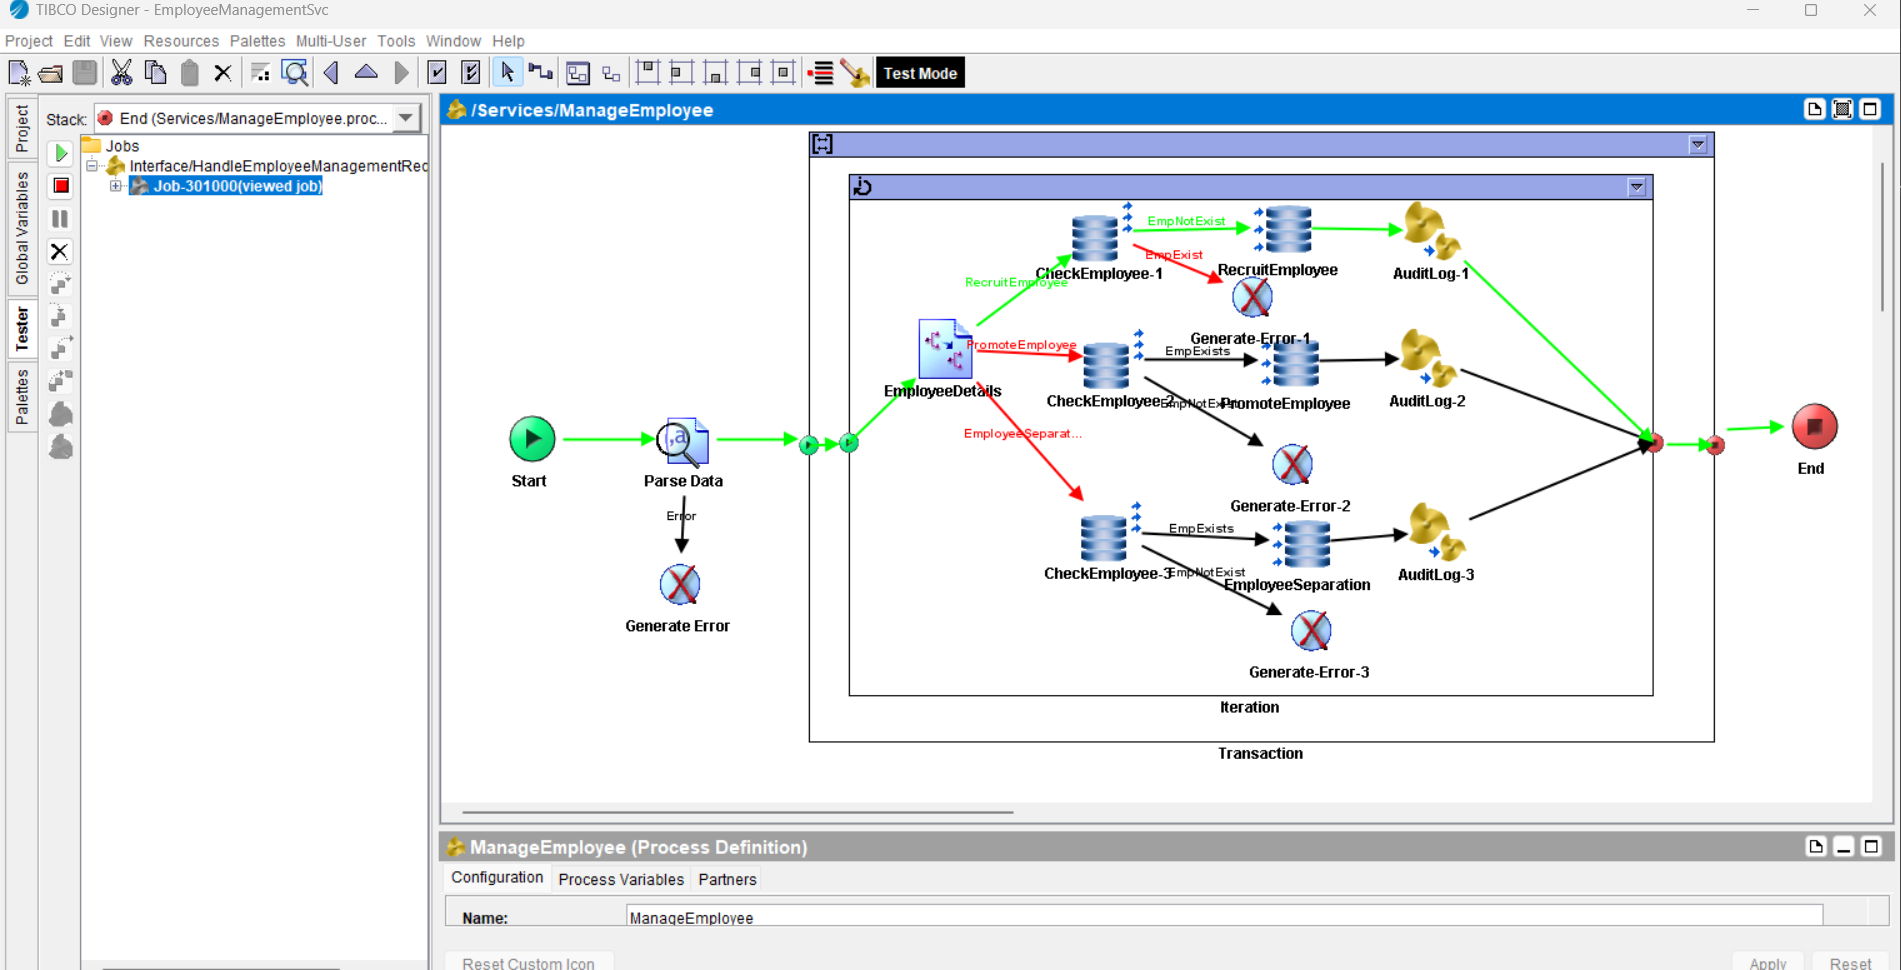 TIBCO Designer - EmployeeManagementSvc
Project Edit View Resources Palettes Multi-User Tools Window Help
Test Mode
Project
Global Variables
Tester
Palettes
Stack: End (Services/ManageEmployee.proc...
Jobs
Interface/HandleEmployeeManagementReq
Job-301000(viewed job)
/Services/ManageEmployee
EmpNotExist
EmpExist
CheckEmployee-1
RecruitEmployee
AuditLog-1
RecruitEmployee
Generate-Error-1
PromoteEmployee
EmpExists
EmployeeDetails
CheckEmployee-2
EmpNotExist
PromoteEmployee
AuditLog-2
EmployeeSeparat...
Start
Parse Data
End
Error
Generate-Error-2
EmpExists
CheckEmployee-3
EmpNotExist
EmployeeSeparation
AuditLog-3
Generate Error
Generate-Error-3
Iteration
Transaction
ManageEmployee (Process Definition)
Configuration Process Variables Partners
Name: ManageEmployee
Reset Custom Icon Apply Reset